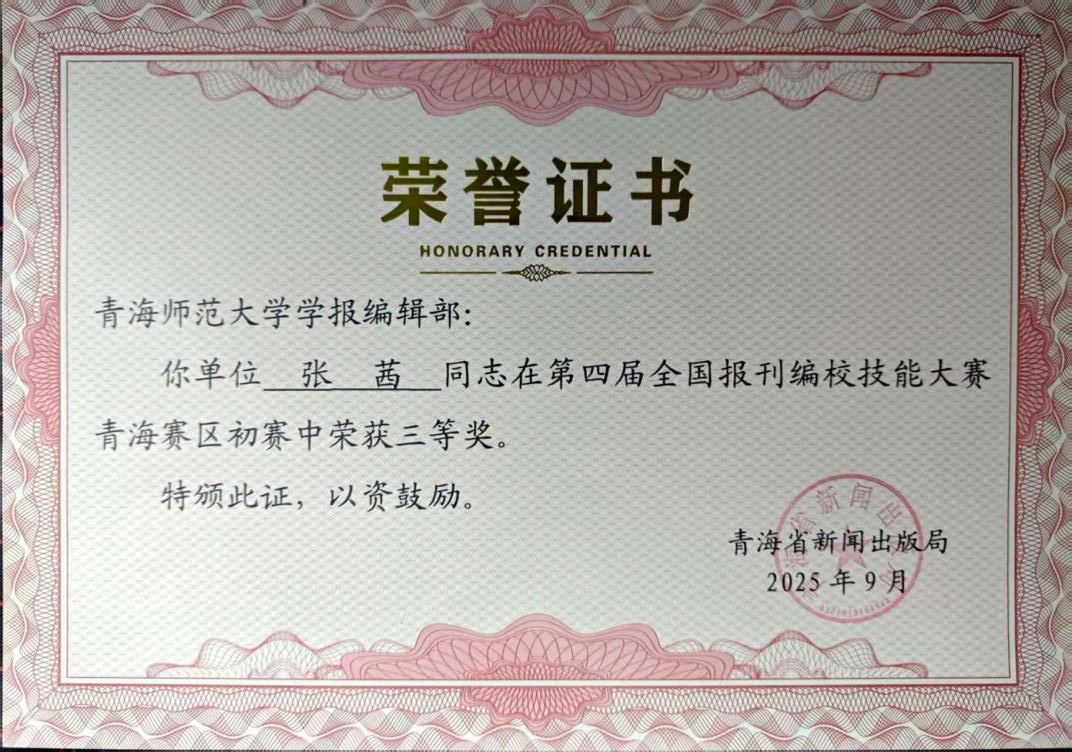 荣誉证书
HONORARY CREDENTIAL
青海师范大学学报编辑部：
你单位 张 茜 同志在第四届全国报刊编校技能大赛
青海赛区初赛中荣获三等奖。
特颁此证，以资鼓励。
青海省新闻出版局
2025年9月